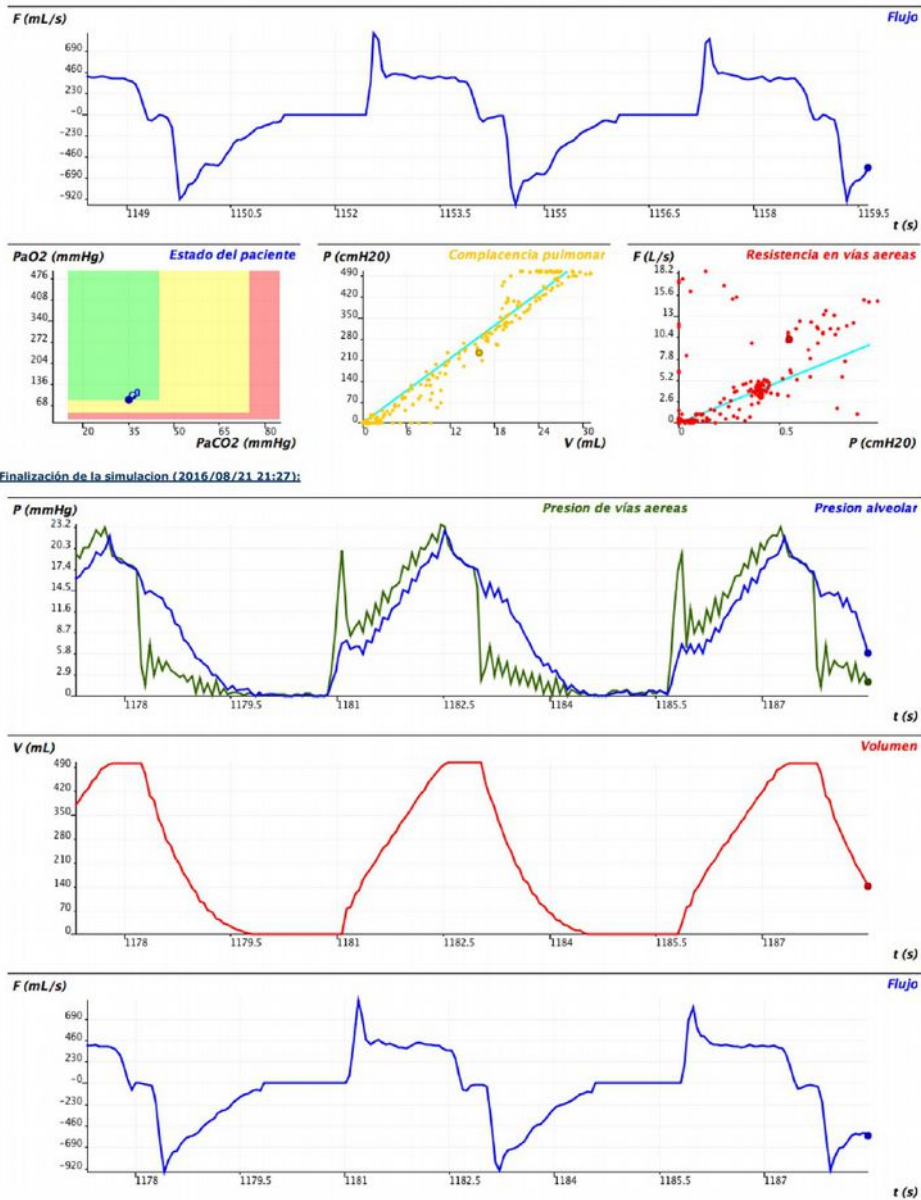 F (mL/s) Flujo
690
460
230
-0
-230
-460
-690
-920
1149 1150.5 1152 1153.5 1155 1156.5 1158 1159.5
t (s)
PaO2 (mmHg) Estado del paciente
476
408
340
272
204
136
68
20 35 50 65 80
PaCO2 (mmHg)
P (cmH20) Complacencia pulmonar
490
420
350
280
210
140
70
0
0 6 12 18 24 30
V (mL)
F (L/s) Resistencia en vías aereas
18.2
15.6
13
10.4
7.8
5.2
2.6
0
0 0.5
P (cmH20)
Finalización de la simulacion (2016/08/21 21:27):
P (mmHg) Presion de vías aereas Presion alveolar
23.2
20.3
17.4
14.5
11.6
8.7
5.8
2.9
0
1178 1179.5 1181 1182.5 1184 1185.5 1187
t (s)
V (mL) Volumen
490
420
350
280
210
140
70
0
1178 1179.5 1181 1182.5 1184 1185.5 1187
t (s)
F (mL/s) Flujo
690
460
230
-0
-230
-460
-690
-920
1178 1179.5 1181 1182.5 1184 1185.5 1187
t (s)